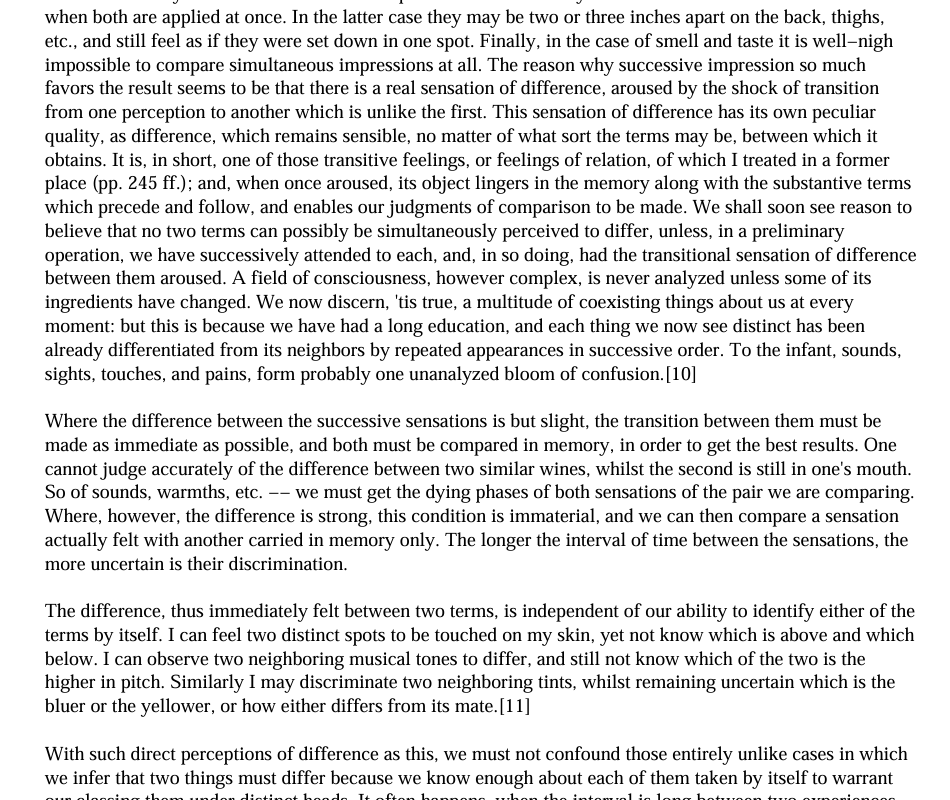 when both are applied at once. In the latter case they may be two or three inches apart on the back, thighs,
etc., and still feel as if they were set down in one spot. Finally, in the case of smell and taste it is well−nigh
impossible to compare simultaneous impressions at all. The reason why successive impression so much
favors the result seems to be that there is a real sensation of difference, aroused by the shock of transition
from one perception to another which is unlike the first. This sensation of difference has its own peculiar
quality, as difference, which remains sensible, no matter of what sort the terms may be, between which it
obtains. It is, in short, one of those transitive feelings, or feelings of relation, of which I treated in a former
place (pp. 245 ff.); and, when once aroused, its object lingers in the memory along with the substantive terms
which precede and follow, and enables our judgments of comparison to be made. We shall soon see reason to
believe that no two terms can possibly be simultaneously perceived to differ, unless, in a preliminary
operation, we have successively attended to each, and, in so doing, had the transitional sensation of difference
between them aroused. A field of consciousness, however complex, is never analyzed unless some of its
ingredients have changed. We now discern, 'tis true, a multitude of coexisting things about us at every
moment: but this is because we have had a long education, and each thing we now see distinct has been
already differentiated from its neighbors by repeated appearances in successive order. To the infant, sounds,
sights, touches, and pains, form probably one unanalyzed bloom of confusion.[10]
Where the difference between the successive sensations is but slight, the transition between them must be
made as immediate as possible, and both must be compared in memory, in order to get the best results. One
cannot judge accurately of the difference between two similar wines, whilst the second is still in one's mouth.
So of sounds, warmths, etc. −− we must get the dying phases of both sensations of the pair we are comparing.
Where, however, the difference is strong, this condition is immaterial, and we can then compare a sensation
actually felt with another carried in memory only. The longer the interval of time between the sensations, the
more uncertain is their discrimination.
The difference, thus immediately felt between two terms, is independent of our ability to identify either of the
terms by itself. I can feel two distinct spots to be touched on my skin, yet not know which is above and which
below. I can observe two neighboring musical tones to differ, and still not know which of the two is the
higher in pitch. Similarly I may discriminate two neighboring tints, whilst remaining uncertain which is the
bluer or the yellower, or how either differs from its mate.[11]
With such direct perceptions of difference as this, we must not confound those entirely unlike cases in which
we infer that two things must differ because we know enough about each of them taken by itself to warrant
our classing them under distinct heads. It often happens, when the interval is long between two experiences,